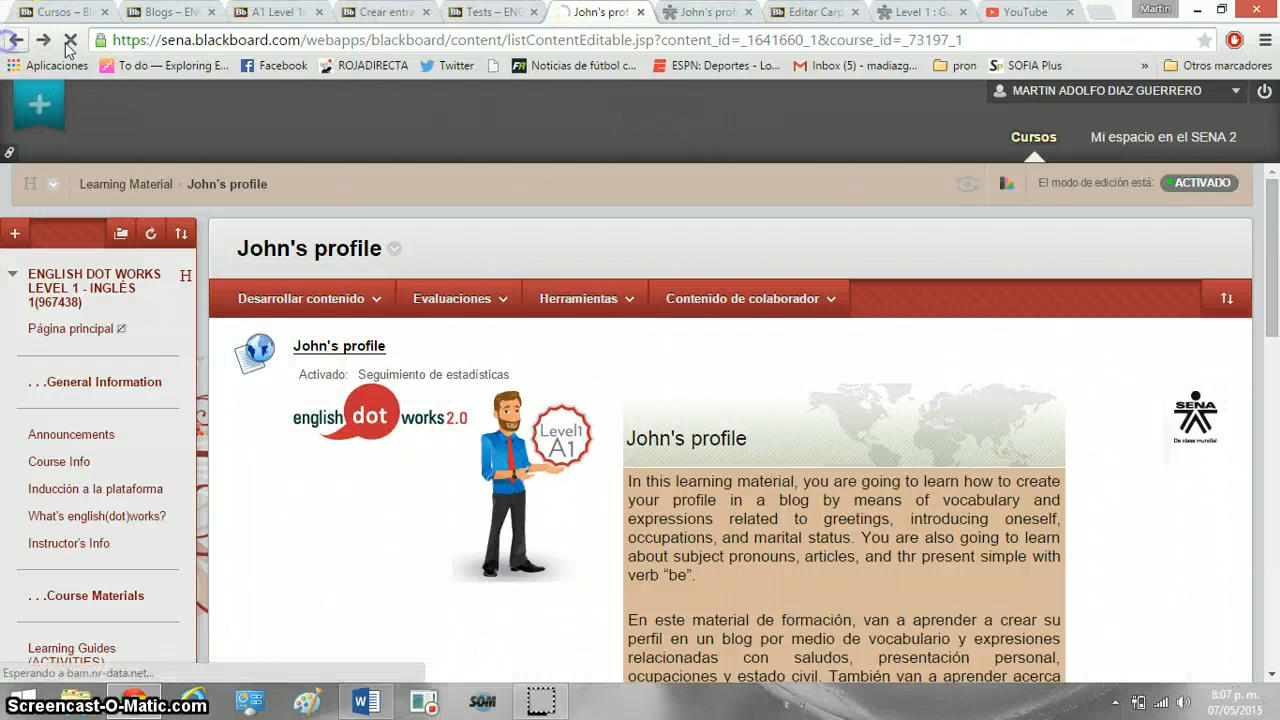 Cursos – Bl
Blogs – EN
A1 Level 1
Crear entra
Tests – ENG
John's prof
John's prof
Editar Carp
Level 1 : Gu
YouTube
Martin
https://sena.blackboard.com/webapps/blackboard/content/listContentEditable.jsp?content_id=_1641660_1&course_id=_73197_1
Aplicaciones
To do — Exploring E...
Facebook
ROJADIRECTA
Twitter
Noticias de fútbol c...
ESPN: Deportes - Lo...
Inbox (5) - madiazg...
pron
SOFIA Plus
»
Otros marcadores
MARTIN ADOLFO DIAZ GUERRERO
Cursos
Mi espacio en el SENA 2
H
Learning Material > John's profile
El modo de edición está: ACTIVADO
ENGLISH DOT WORKS
LEVEL 1 - INGLÉS
1(967438)
H
Página principal
. . .General Information
Announcements
Course Info
Inducción a la plataforma
What's english(dot)works?
Instructor's Info
. . .Course Materials
Learning Guides
(ACTIVITIES)
John's profile
Desarrollar contenido
Evaluaciones
Herramientas
Contenido de colaborador
John's profile
Activado: Seguimiento de estadísticas
english dot works 2.0
Level1
A1
John's profile
SENA
De clase mundial
In this learning material, you are going to learn how to create
your profile in a blog by means of vocabulary and
expressions related to greetings, introducing oneself,
occupations, and marital status. You are also going to learn
about subject pronouns, articles, and thr present simple with
verb “be”.
En este material de formación, van a aprender a crear su
perfil en un blog por medio de vocabulario y expresiones
relacionadas con saludos, presentación personal,
ocupaciones y estado civil. También van a aprender acerca
Esperando a bam.nr-data.net...
Screencast-O-Matic.com
SOM
8:07 p. m.
07/05/2015